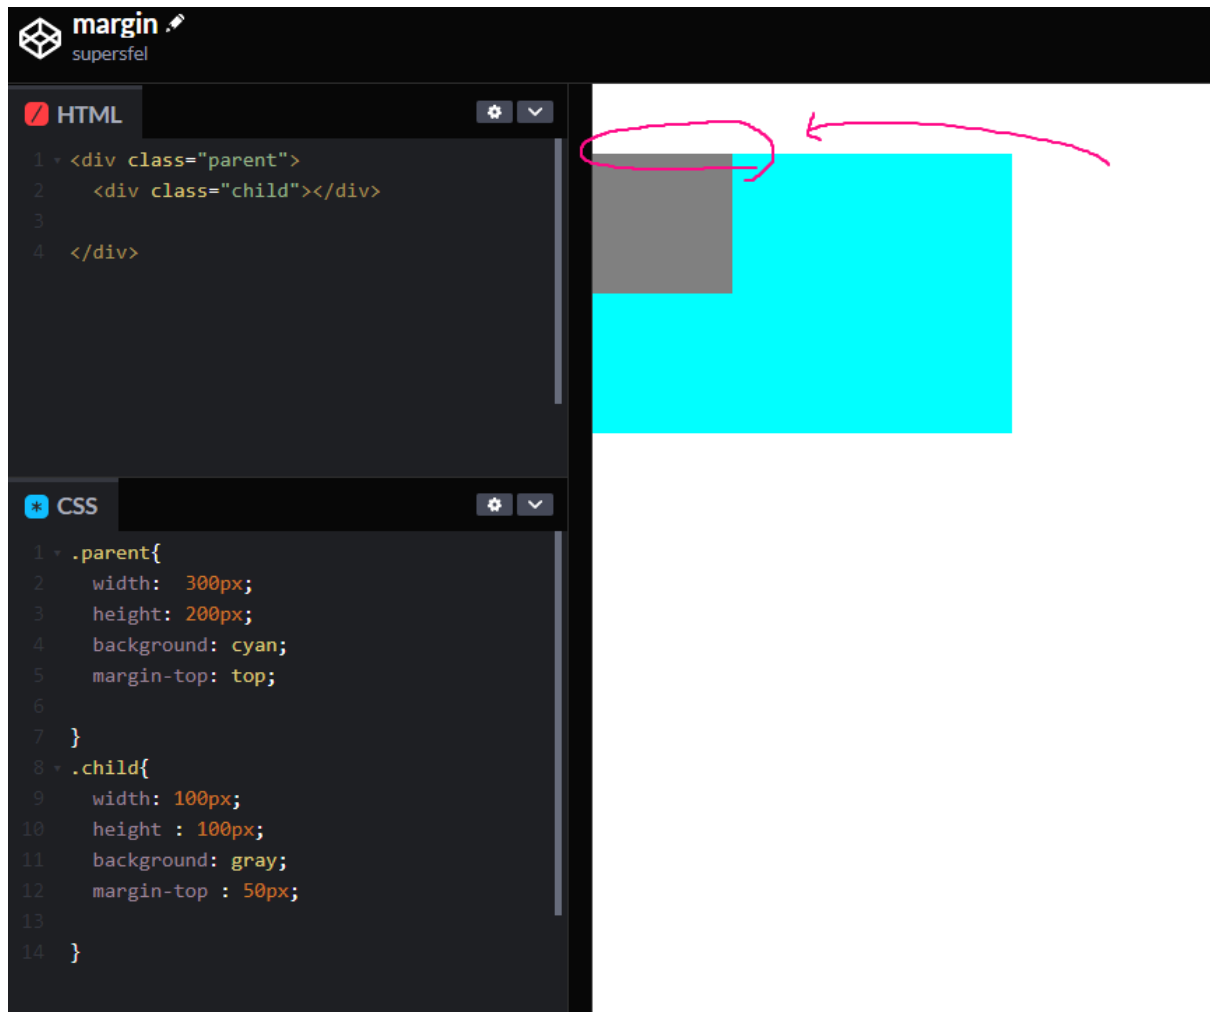 margin
supersfel
HTML
1 <div class="parent">
2   <div class="child"></div>
3
4 </div>
CSS
1 .parent{
2   width:  300px;
3   height: 200px;
4   background: cyan;
5   margin-top: top;
6
7 }
8 .child{
9   width: 100px;
10   height : 100px;
11   background: gray;
12   margin-top : 50px;
13
14 }